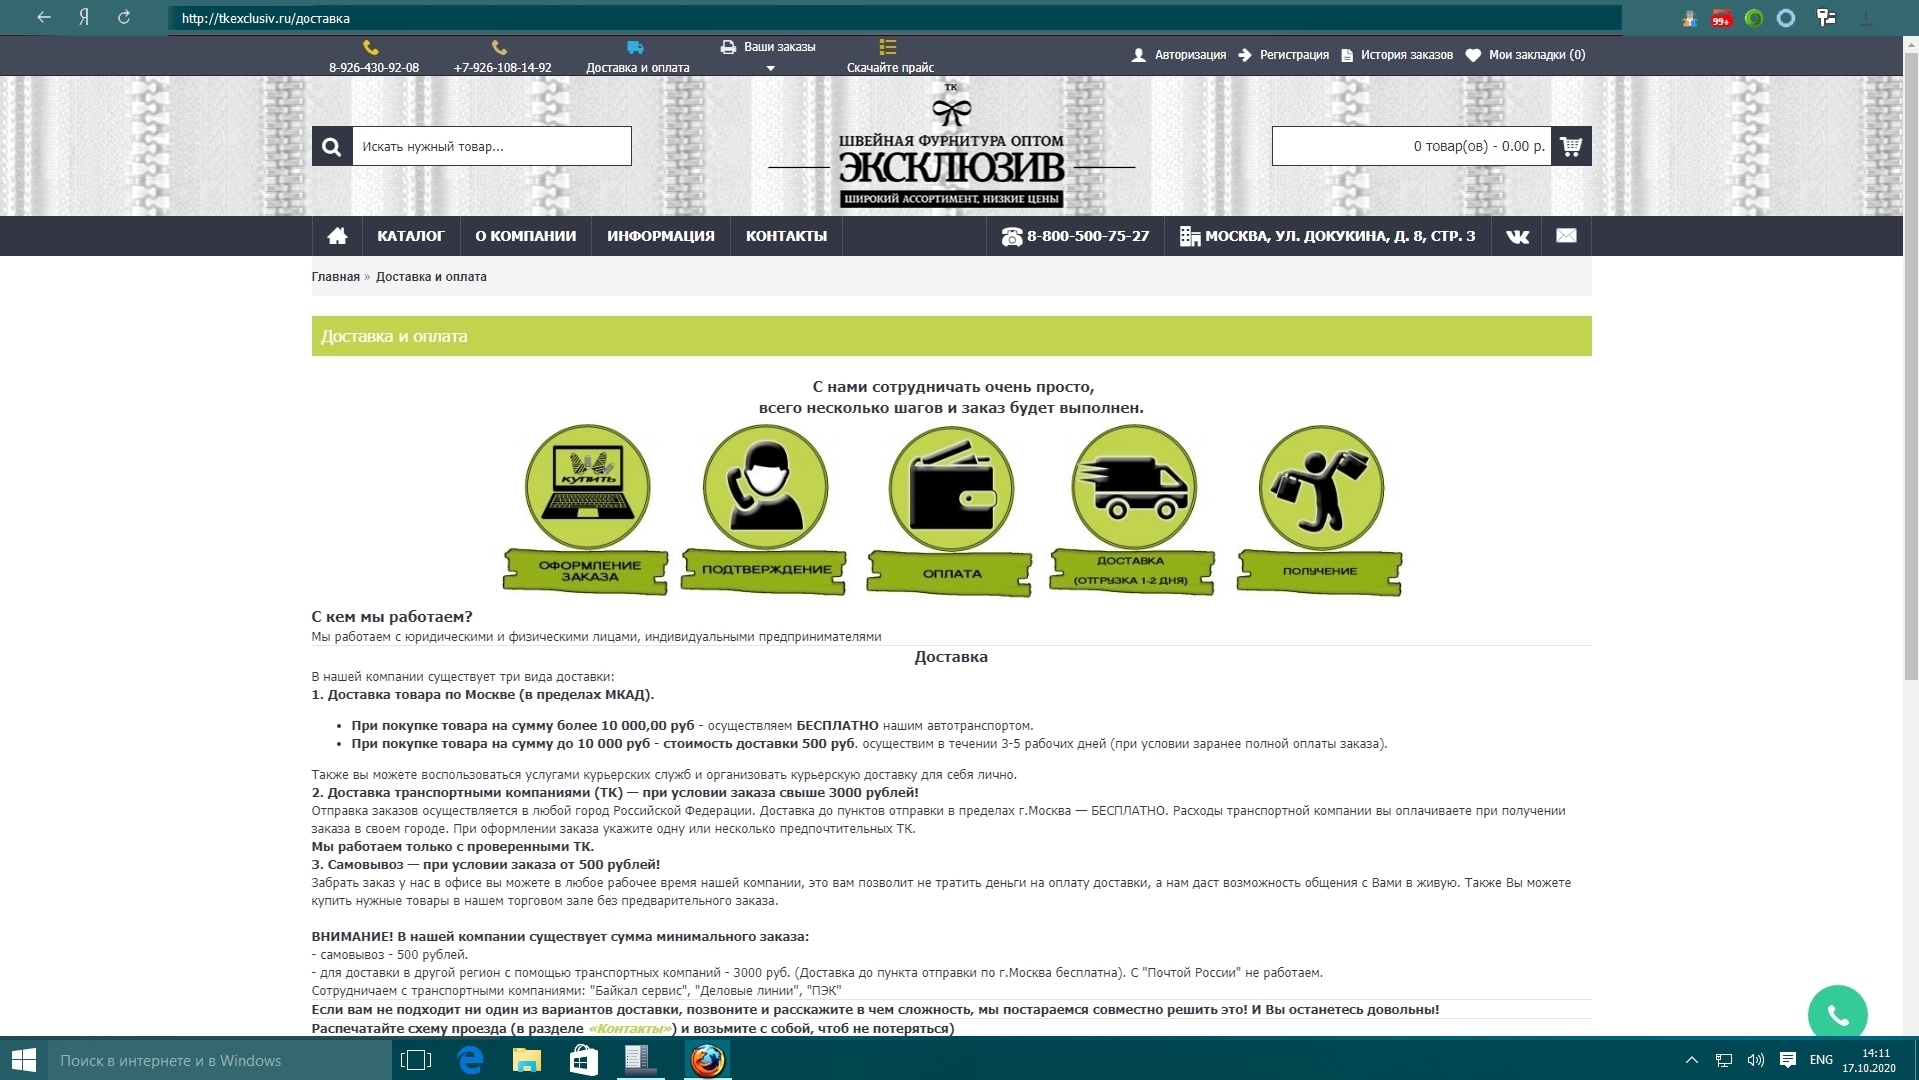 http://tkexclusiv.ru/доставка
99+
8-926-430-92-08
+7-926-108-14-92
Доставка и оплата
Ваши заказы
Скачайте прайс
Авторизация
Регистрация
История заказов
Мои закладки (0)
Искать нужный товар...
ТК
ШВЕЙНАЯ ФУРНИТУРА ОПТОМ
ЭКСКЛЮЗИВ
ШИРОКИЙ АССОРТИМЕНТ, НИЗКИЕ ЦЕНЫ
0 товар(ов) - 0.00 р.
КАТАЛОГ
О КОМПАНИИ
ИНФОРМАЦИЯ
КОНТАКТЫ
8-800-500-75-27
МОСКВА, УЛ. ДОКУКИНА, Д. 8, СТР. 3
Главная » Доставка и оплата
Доставка и оплата
С нами сотрудничать очень просто,
всего несколько шагов и заказ будет выполнен.
КУПИТЬ
ОФОРМЛЕНИЕ
ЗАКАЗА
ПОДТВЕРЖДЕНИЕ
ОПЛАТА
ДОСТАВКА
(ОТГРУЗКА 1-2 ДНЯ)
ПОЛУЧЕНИЕ
С кем мы работаем?
Мы работаем с юридическими и физическими лицами, индивидуальными предпринимателями
Доставка
В нашей компании существует три вида доставки:
1. Доставка товара по Москве (в пределах МКАД).
• При покупке товара на сумму более 10 000,00 руб - осуществляем БЕСПЛАТНО нашим автотранспортом.
• При покупке товара на сумму до 10 000 руб - стоимость доставки 500 руб. осуществим в течении 3-5 рабочих дней (при условии заранее полной оплаты заказа).
Также вы можете воспользоваться услугами курьерских служб и организовать курьерскую доставку для себя лично.
2. Доставка транспортными компаниями (ТК) — при условии заказа свыше 3000 рублей!
Отправка заказов осуществляется в любой город Российской Федерации. Доставка до пунктов отправки в пределах г.Москва — БЕСПЛАТНО. Расходы транспортной компании вы оплачиваете при получении
заказа в своем городе. При оформлении заказа укажите одну или несколько предпочтительных ТК.
Мы работаем только с проверенными ТК.
3. Самовывоз — при условии заказа от 500 рублей!
Забрать заказ у нас в офисе вы можете в любое рабочее время нашей компании, это вам позволит не тратить деньги на оплату доставки, а нам даст возможность общения с Вами в живую. Также Вы можете
купить нужные товары в нашем торговом зале без предварительного заказа.
ВНИМАНИЕ! В нашей компании существует сумма минимального заказа:
- самовывоз - 500 рублей.
- для доставки в другой регион с помощью транспортных компаний - 3000 руб. (Доставка до пункта отправки по г.Москва бесплатна). С "Почтой России" не работаем.
Сотрудничаем с транспортными компаниями: "Байкал сервис", "Деловые линии", "ПЭК"
Если вам не подходит ни один из вариантов доставки, позвоните и расскажите в чем сложность, мы постараемся совместно решить это! И Вы останетесь довольны!
Распечатайте схему проезда (в разделе «Контакты») и возьмите с собой, чтоб не потеряться)
Поиск в интернете и в Windows
ENG
14:11
17.10.2020